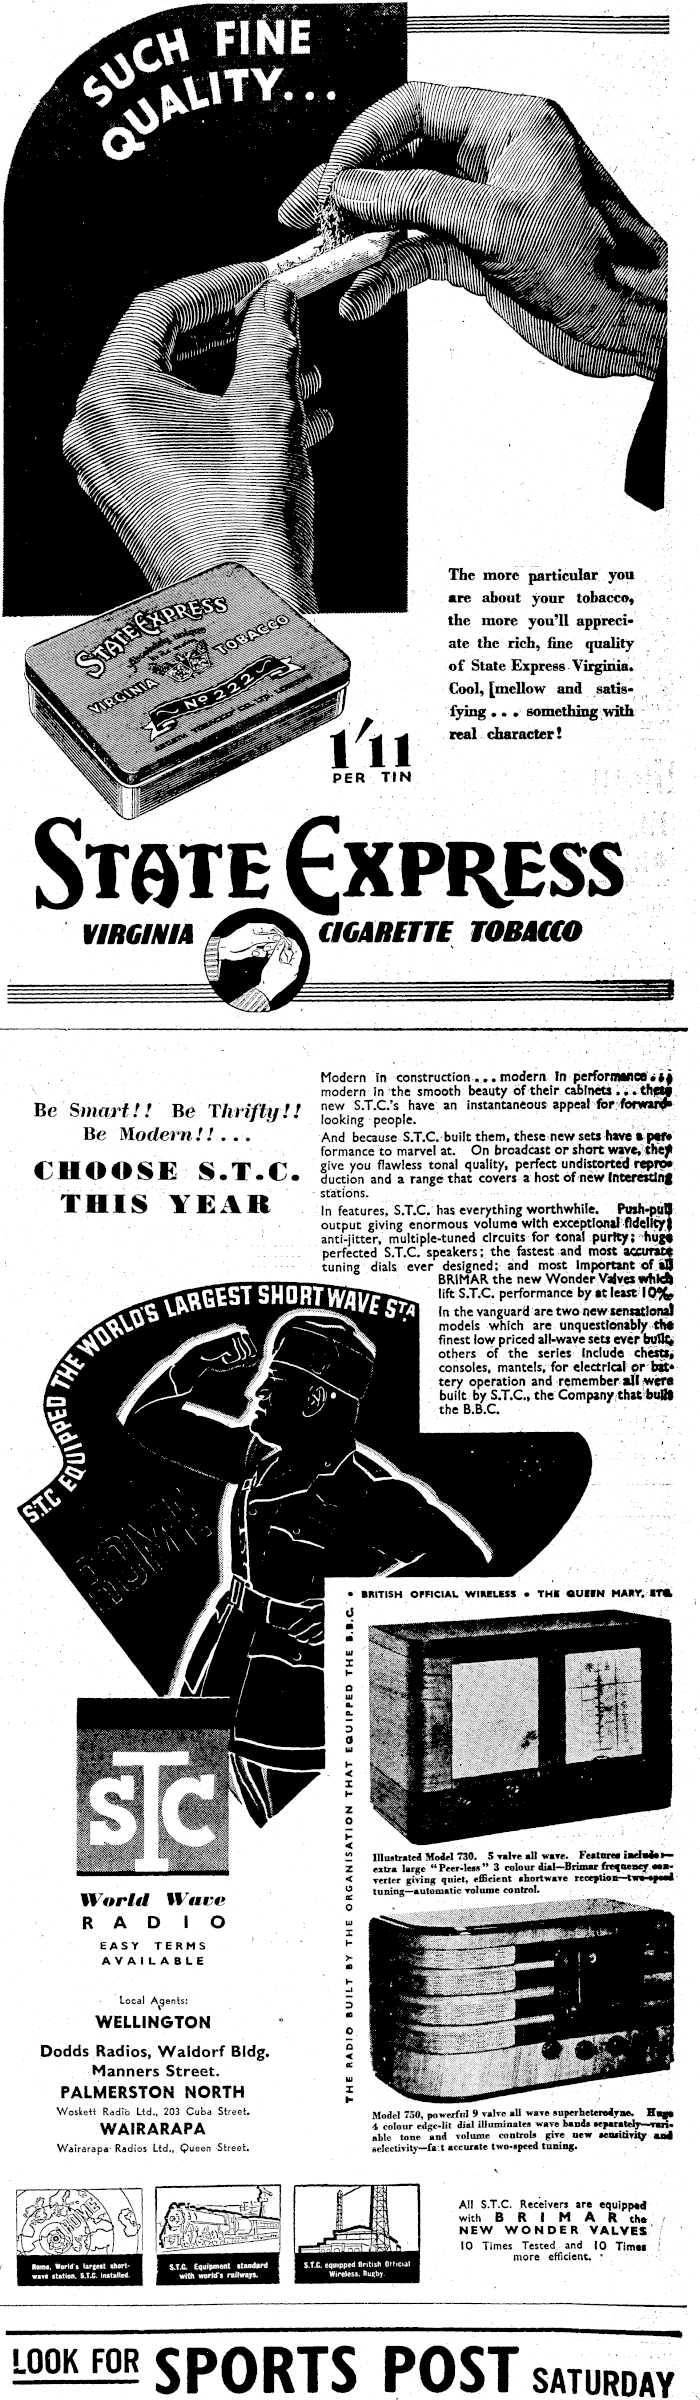 SUCH FINE
QUALITY...
STATE EXPRESS
VIRGINIA TOBACCO
No 222
The more particular you
are about your tobacco,
the more you'll appreci-
ate the rich, fine quality
of State Express Virginia.
Cool, [mellow and satis-
fying... something with
real character!
1'11
PER TIN
STATE EXPRESS
VIRGINIA CIGARETTE TOBACCO
Be Smart!! Be Thrifty!!
Be Modern!!...
CHOOSE S.T.C.
THIS YEAR
Modern in construction...modern in performance...
modern in the smooth beauty of their cabinets...these
new S.T.C.'s have an instantaneous appeal for forward-
looking people.
And because S.T.C. built them, these new sets have a per-
formance to marvel at. On broadcast or short wave, they
give you flawless tonal quality, perfect undistorted repro-
duction and a range that covers a host of new interesting
stations.
In features, S.T.C. has everything worthwhile. Push-pull
output giving enormous volume with exceptional fidelity;
anti-jitter, multiple-tuned circuits for tonal purity; huge
perfected S.T.C. speakers; the fastest and most accurate
tuning dials ever designed; and most important of all
BRIMAR the new Wonder Valves which
lift S.T.C. performance by at least 10%.
In the vanguard are two new sensational
models which are unquestionably the
finest low priced all-wave sets ever built,
others of the series include chests,
consoles, mantels, for electrical or bat-
tery operation and remember all were
built by S.T.C., the Company that built
the B.B.C.
S.T.C EQUIPPED THE WORLD'S LARGEST SHORT WAVE STA
ROME
THE RADIO BUILT BY THE ORGANISATION THAT EQUIPPED THE B.B.C.
• BRITISH OFFICIAL WIRELESS • THE QUEEN MARY, ETC.
STC
World Wave
RADIO
EASY TERMS
AVAILABLE
Local Agents:
WELLINGTON
Dodds Radios, Waldorf Bldg.
Manners Street.
PALMERSTON NORTH
Woskett Radio Ltd., 203 Cuba Street.
WAIRARAPA
Wairarapa Radios Ltd., Queen Street.
Illustrated Model 730. 5 valve all wave. Features include:—
extra large "Peer-less" 3 colour dial—Brimar frequency con-
verter giving quiet, efficient shortwave reception—two-speed
tuning—automatic volume control.
Model 750, powerful 9 valve all wave superheterodyne. Huge
4 colour edge-lit dial illuminates wave bands separately—vari-
able tone and volume controls give new sensitivity and
selectivity—fa:t accurate two-speed tuning.
Rome, World's largest short-
wave station, S.T.C. installed.
S.T.C. Equipment standard
with world's railways.
S.T.C. equipped British Official
Wireless, Rugby.
All S.T.C. Receivers are equipped
with BRIMAR the
NEW WONDER VALVES
10 Times Tested and 10 Times
more efficient.
LOOK FOR SPORTS POST SATURDAY